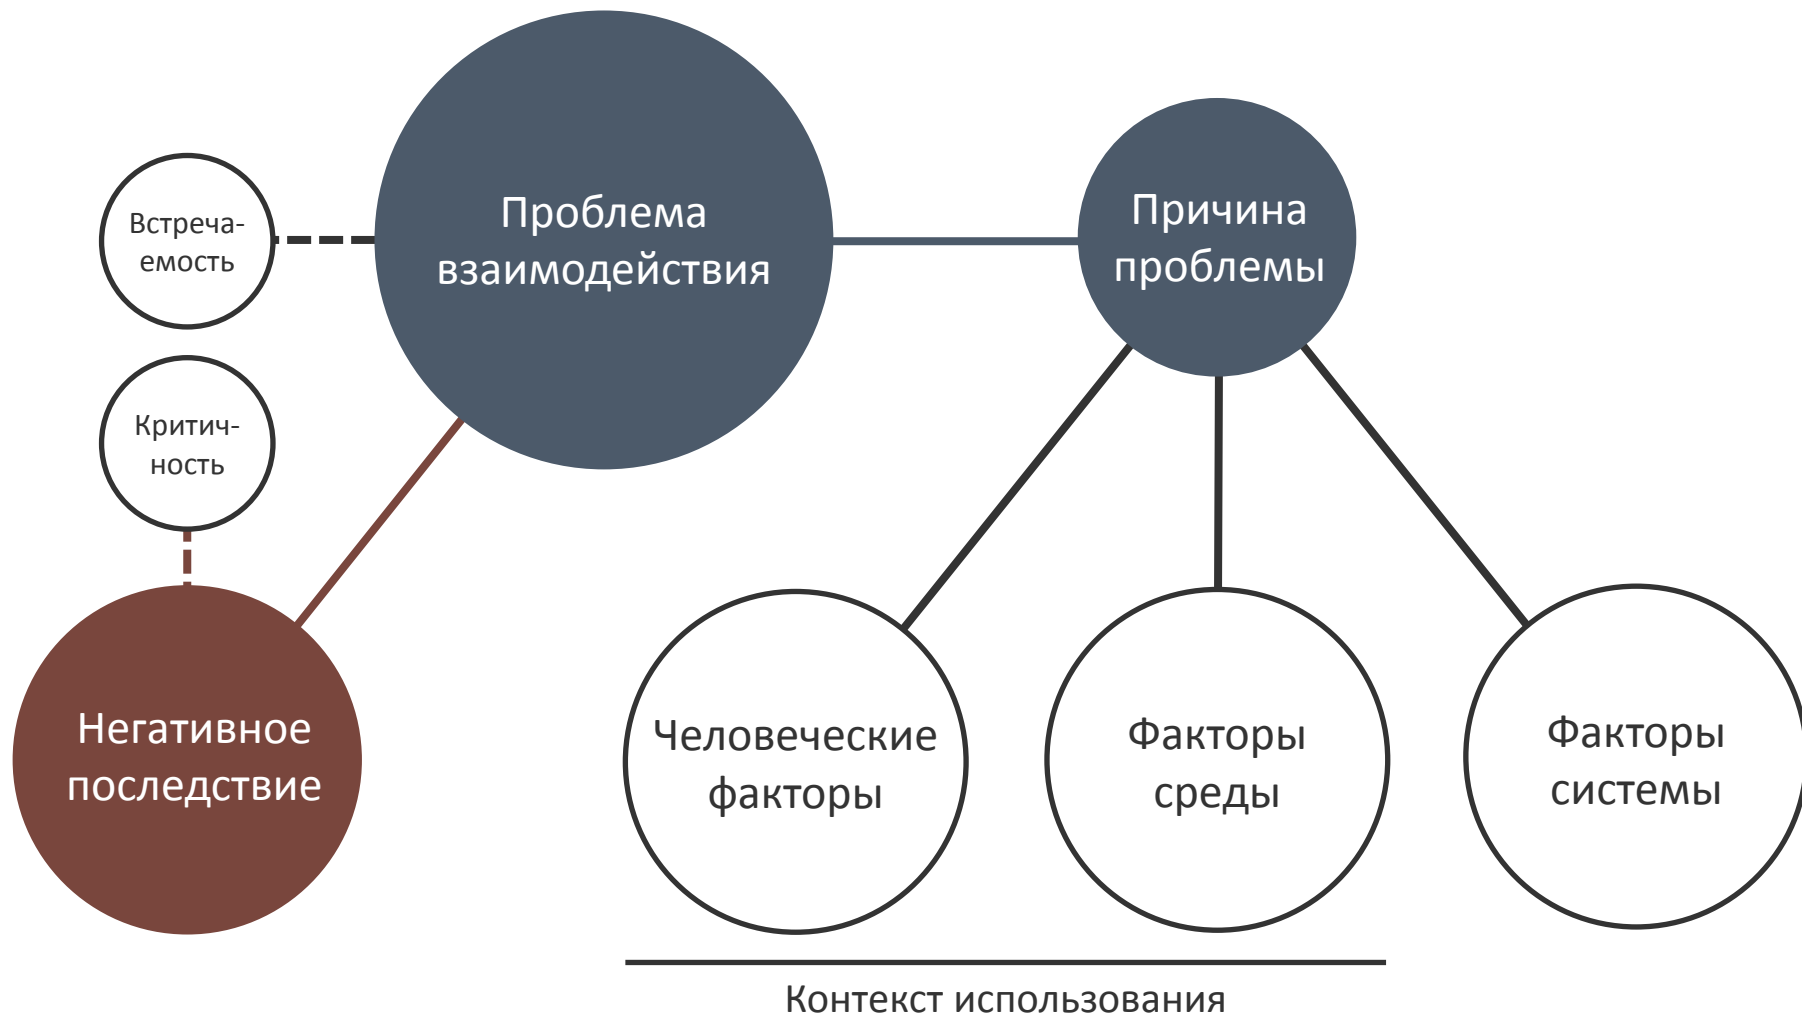 Проблема
взаимодействия
Причина
проблемы
Встреча-
емость
Критич-
ность
Негативное
последствие
Человеческие
факторы
Факторы
среды
Факторы
системы
Контекст использования